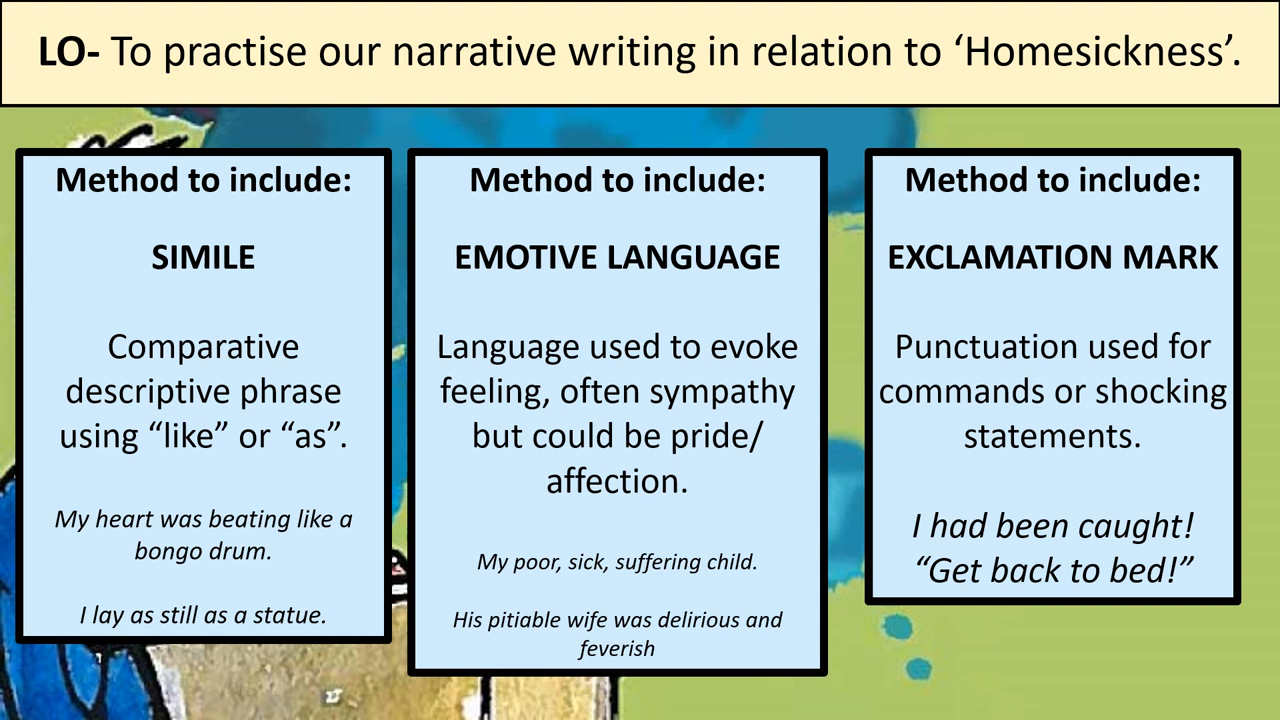 LO- To practise our narrative writing in relation to ‘Homesickness’.
Method to include:
SIMILE
Comparative
descriptive phrase
using “like” or “as”.
My heart was beating like a
bongo drum.
I lay as still as a statue.
Method to include:
EMOTIVE LANGUAGE
Language used to evoke
feeling, often sympathy
but could be pride/
affection.
My poor, sick, suffering child.
His pitiable wife was delirious and
feverish
Method to include:
EXCLAMATION MARK
Punctuation used for
commands or shocking
statements.
I had been caught!
“Get back to bed!”